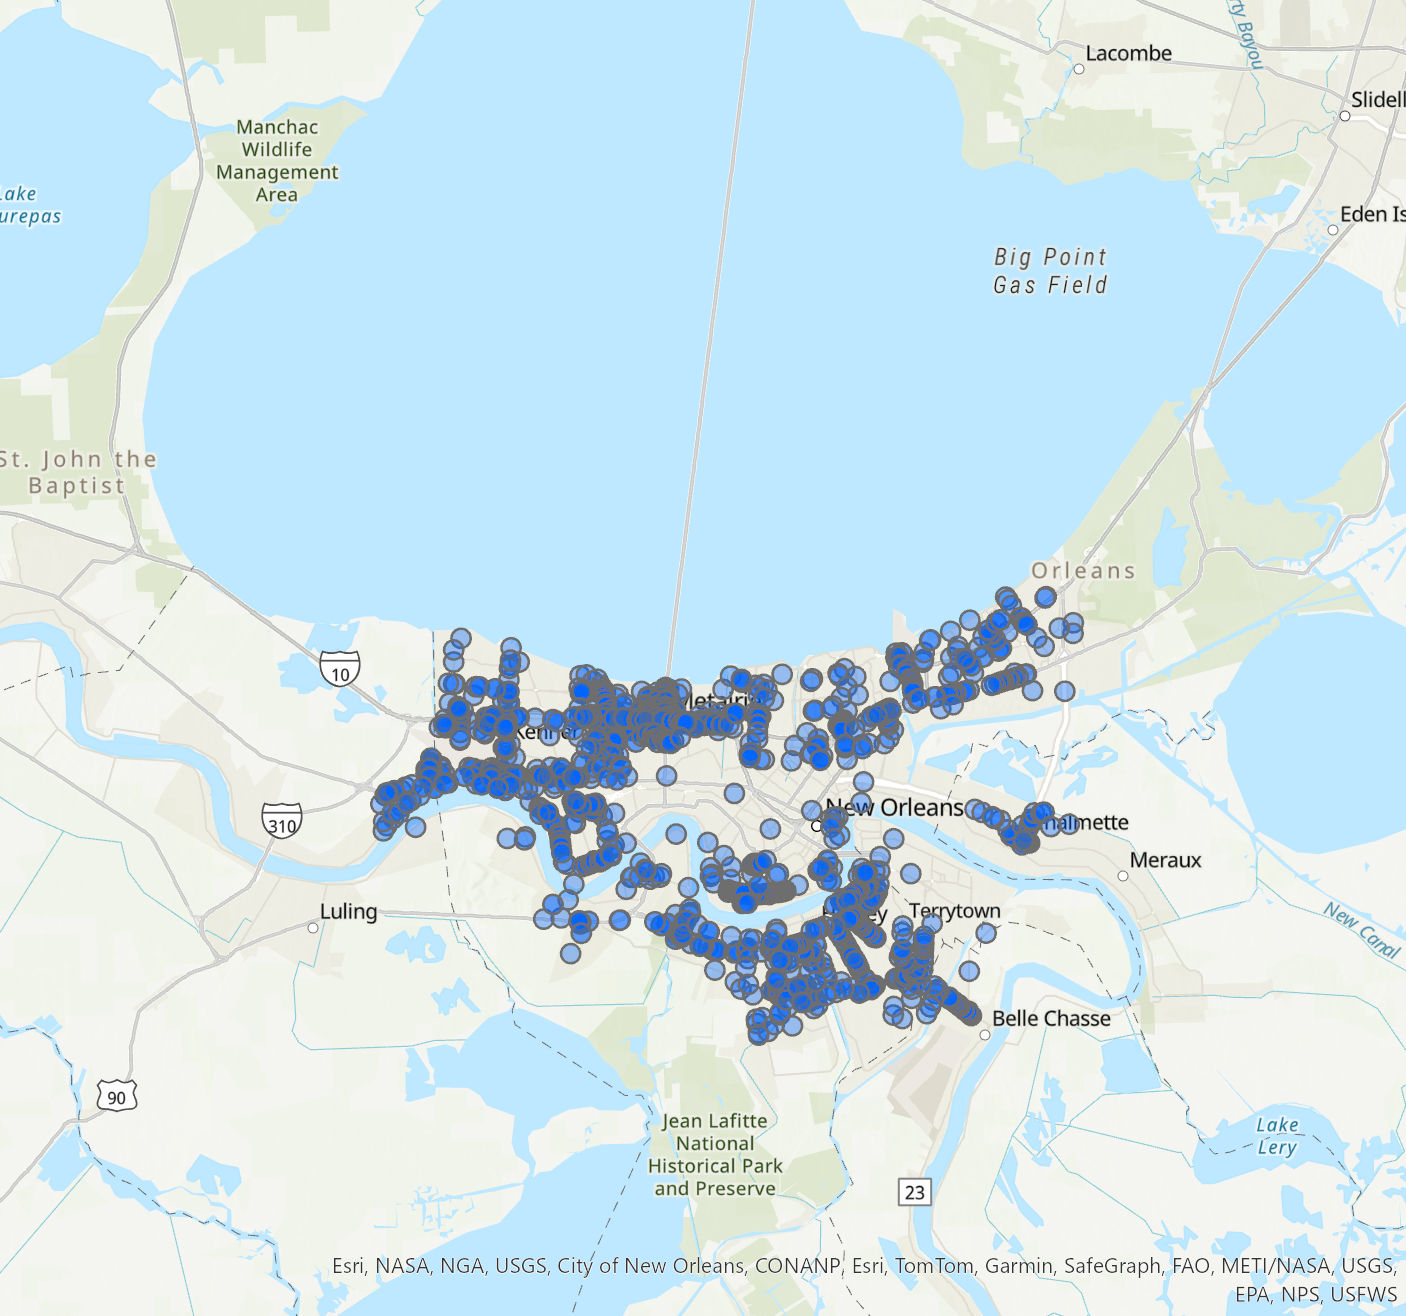 Lacombe
rty Bayou
Slidell
Manchac
Wildlife
Management
Area
Lake
urepas
Eden Is
Big Point
Gas Field
St. John the
Baptist
Orleans
10
Metairie
Kenner
310
New Orleans
halmette
Meraux
Luling
Terrytown
New Canal
Belle Chasse
90
Jean Lafitte
National
Historical Park
and Preserve
Lake
Lery
23
Esri, NASA, NGA, USGS, City of New Orleans, CONANP, Esri, TomTom, Garmin, SafeGraph, FAO, METI/NASA, USGS,
EPA, NPS, USFWS